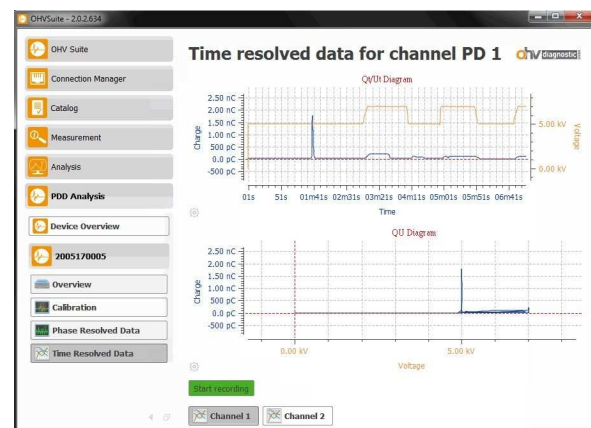 OHVSuite - 2.0.2.634
OHV Suite
Connection Manager
Catalog
Measurement
Analysis
PDD Analysis
Device Overview
2005170005
Overview
Calibration
Phase Resolved Data
Time Resolved Data
Time resolved data for channel PD 1
ohv diagnostic
Qt/Ut Diagram
2.50 nC
2.00 nC
1.50 nC
1.00 nC
500 pC
0.0 pC
-500 pC
Charge
5.00 kV
0.00 kV
Voltage
01s 51s 01m41s 02m31s 03m21s 04m11s 05m01s 05m51s 06m41s
Time
QU Diagram
2.50 nC
2.00 nC
1.50 nC
1.00 nC
500 pC
0.0 pC
-500 pC
Charge
0.00 kV 5.00 kV
Voltage
Start recording
Channel 1 Channel 2